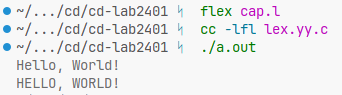 ~/.../cd/cd-lab2401 ᛋ flex cap.l
~/.../cd/cd-lab2401 ᛋ cc -lfl lex.yy.c
~/.../cd/cd-lab2401 ᛋ ./a.out
Hello, World!
HELLO, WORLD!